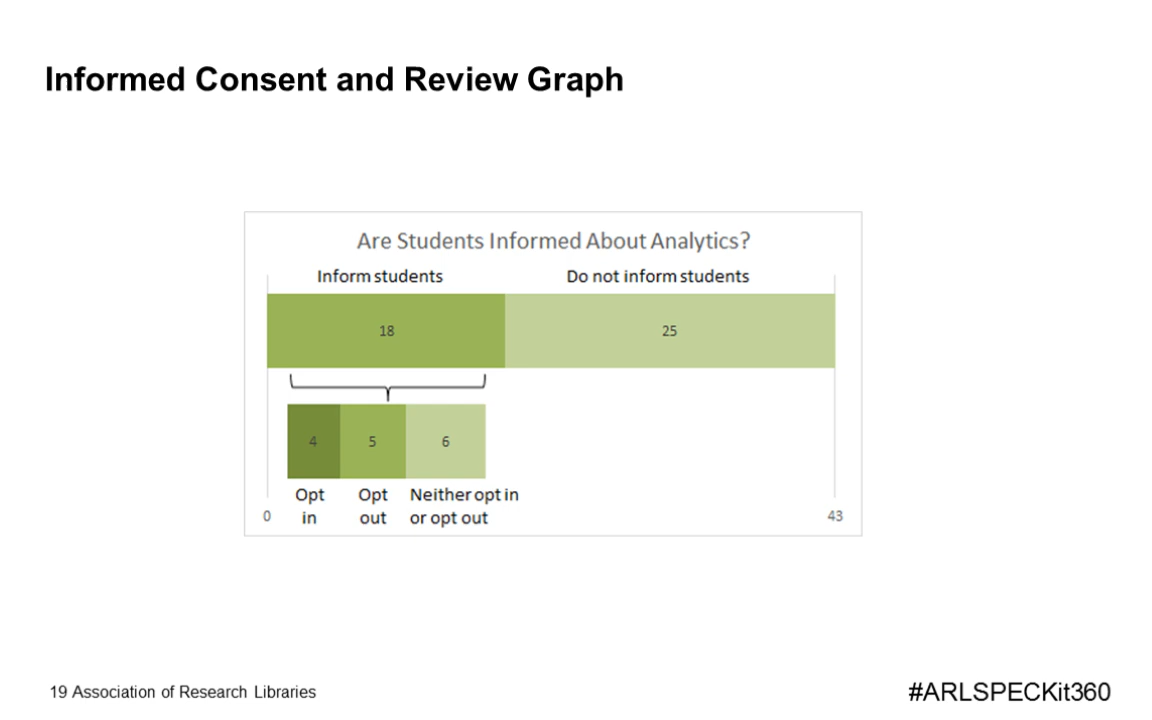 Informed Consent and Review Graph
Are Students Informed About Analytics?
Inform students
Do not inform students
18
25
4
5
6
Opt in
Opt out
Neither opt in
or opt out
0
43
19 Association of Research Libraries
#ARLSPECKit360